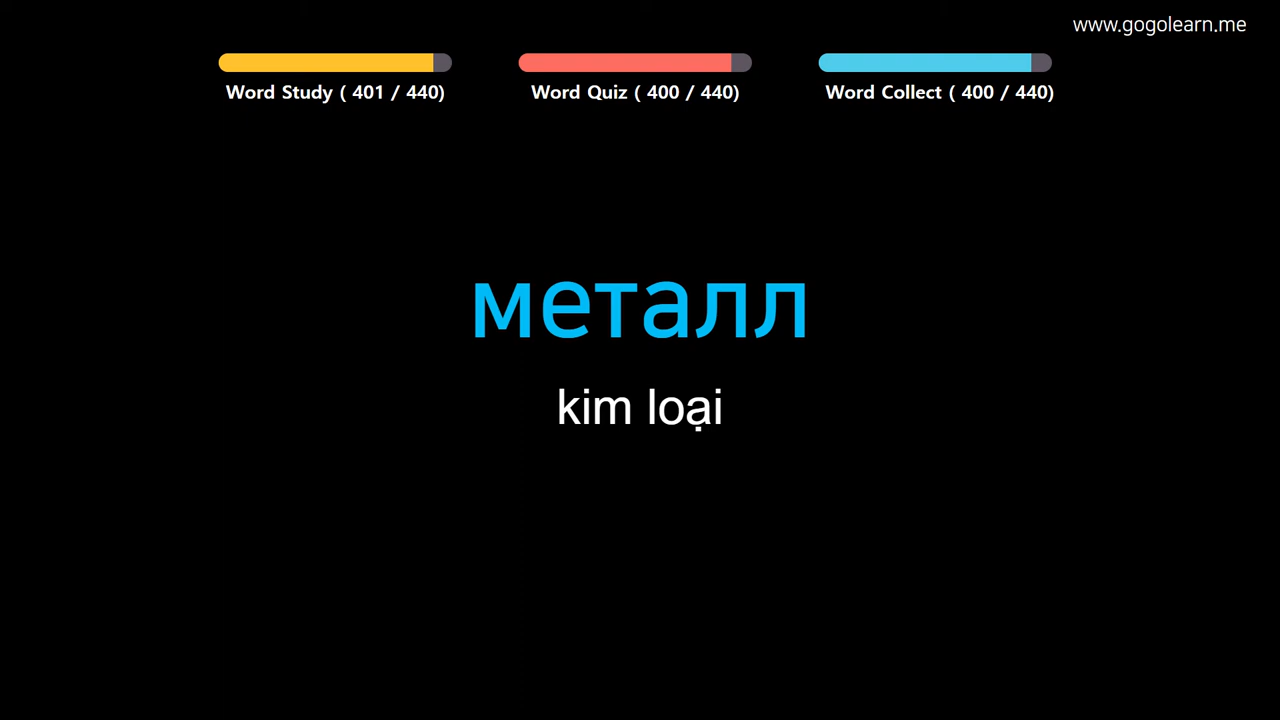 www.gogolearn.me
Word Study ( 401 / 440)
Word Quiz ( 400 / 440)
Word Collect ( 400 / 440)
металл
kim loại